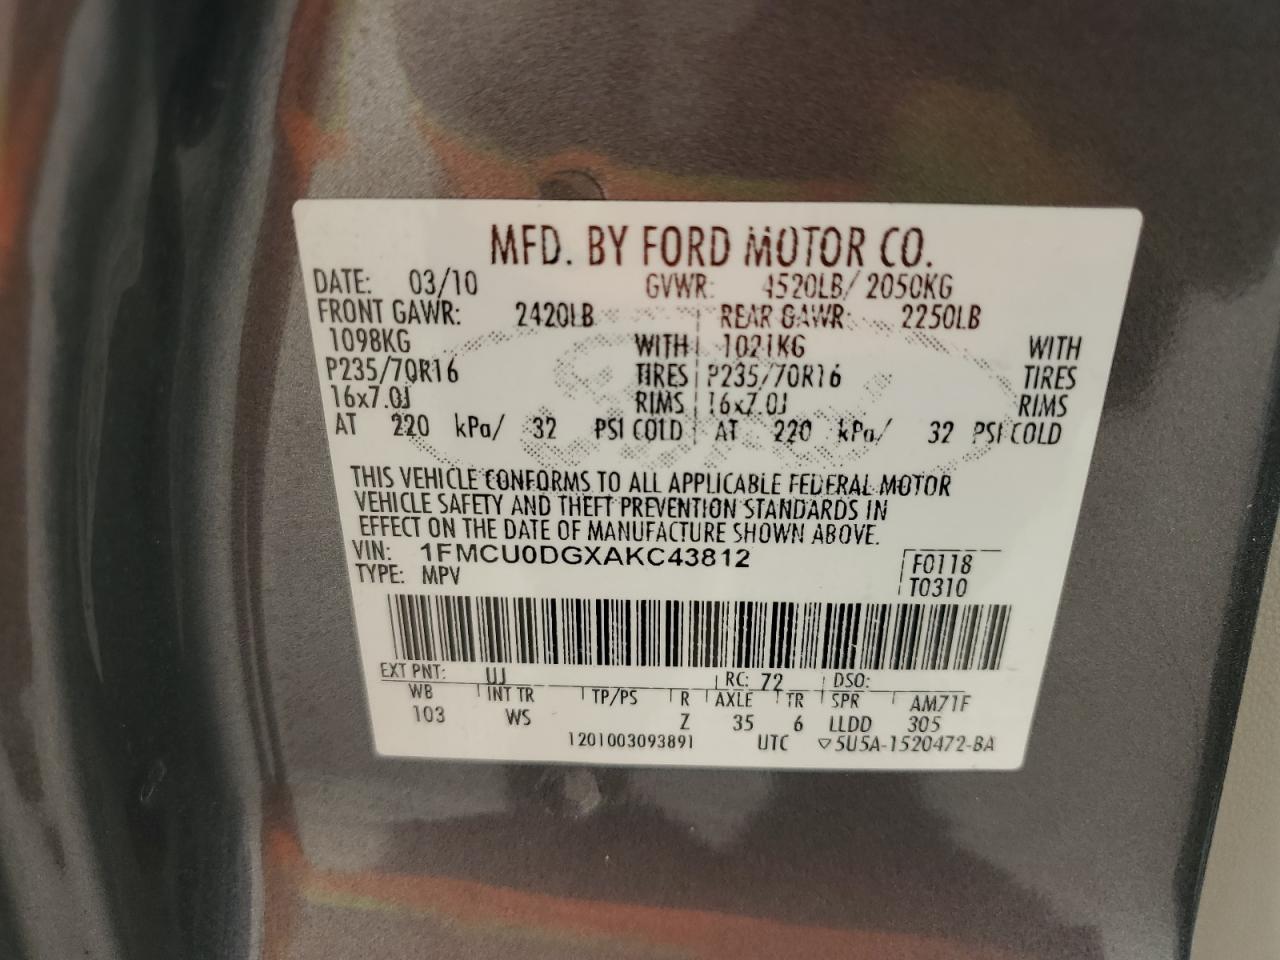 MFD. BY FORD MOTOR CO.
DATE: 03/10 GVWR: 4520LB/ 2050KG
FRONT GAWR: 2420LB REAR GAWR: 2250LB
1098KG WITH 1021KG WITH
P235/70R16 TIRES P235/70R16 TIRES
16x7.0J RIMS 16x7.0J RIMS
AT 220 kPa/ 32 PSI COLD AT 220 kPa/ 32 PSI COLD
THIS VEHICLE CONFORMS TO ALL APPLICABLE FEDERAL MOTOR
VEHICLE SAFETY AND THEFT PREVENTION STANDARDS IN
EFFECT ON THE DATE OF MANUFACTURE SHOWN ABOVE.
VIN: 1FMCU0DGXAKC43812
TYPE: MPV
F0118
T0310
EXT PNT: UJ RC: 72 DSO:
WB INT TR TP/PS R AXLE TR SPR AM71F
103 WS Z 35 6 LLDD 305
1201003093891 UTC ▽5U5A-1520472-BA